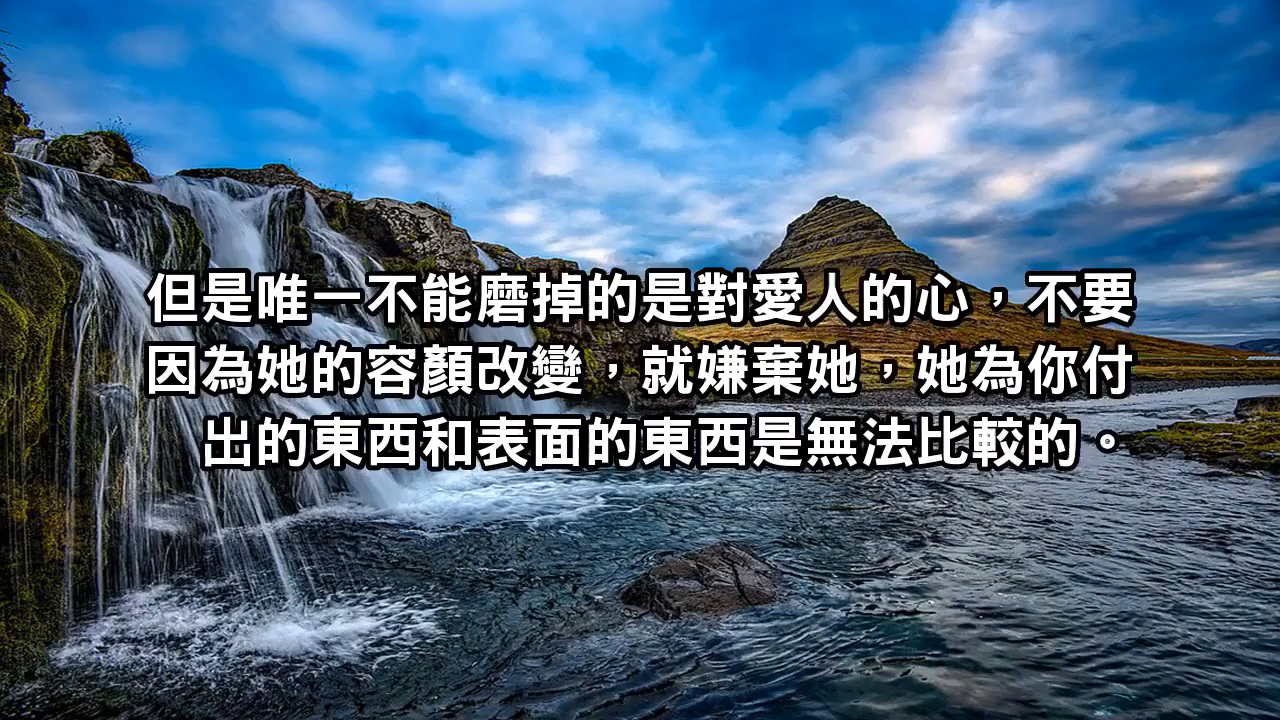 但是唯一不能磨掉的是對愛人的心，不要
因為她的容顏改變，就嫌棄她，她為你付
出的東西和表面的東西是無法比較的。